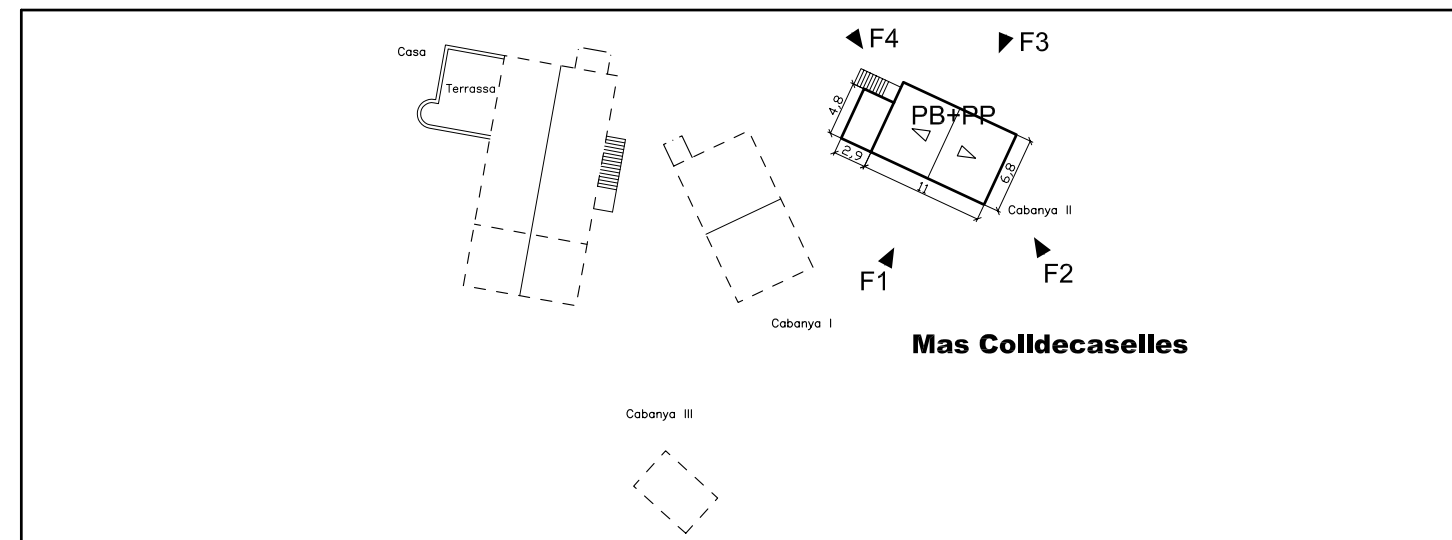 Casa
Terrassa
F4
F3
4,8
PB+PP
2,9
11
6,8
Cabanya II
F1
F2
Cabanya I
Mas Colldecaselles
Cabanya III